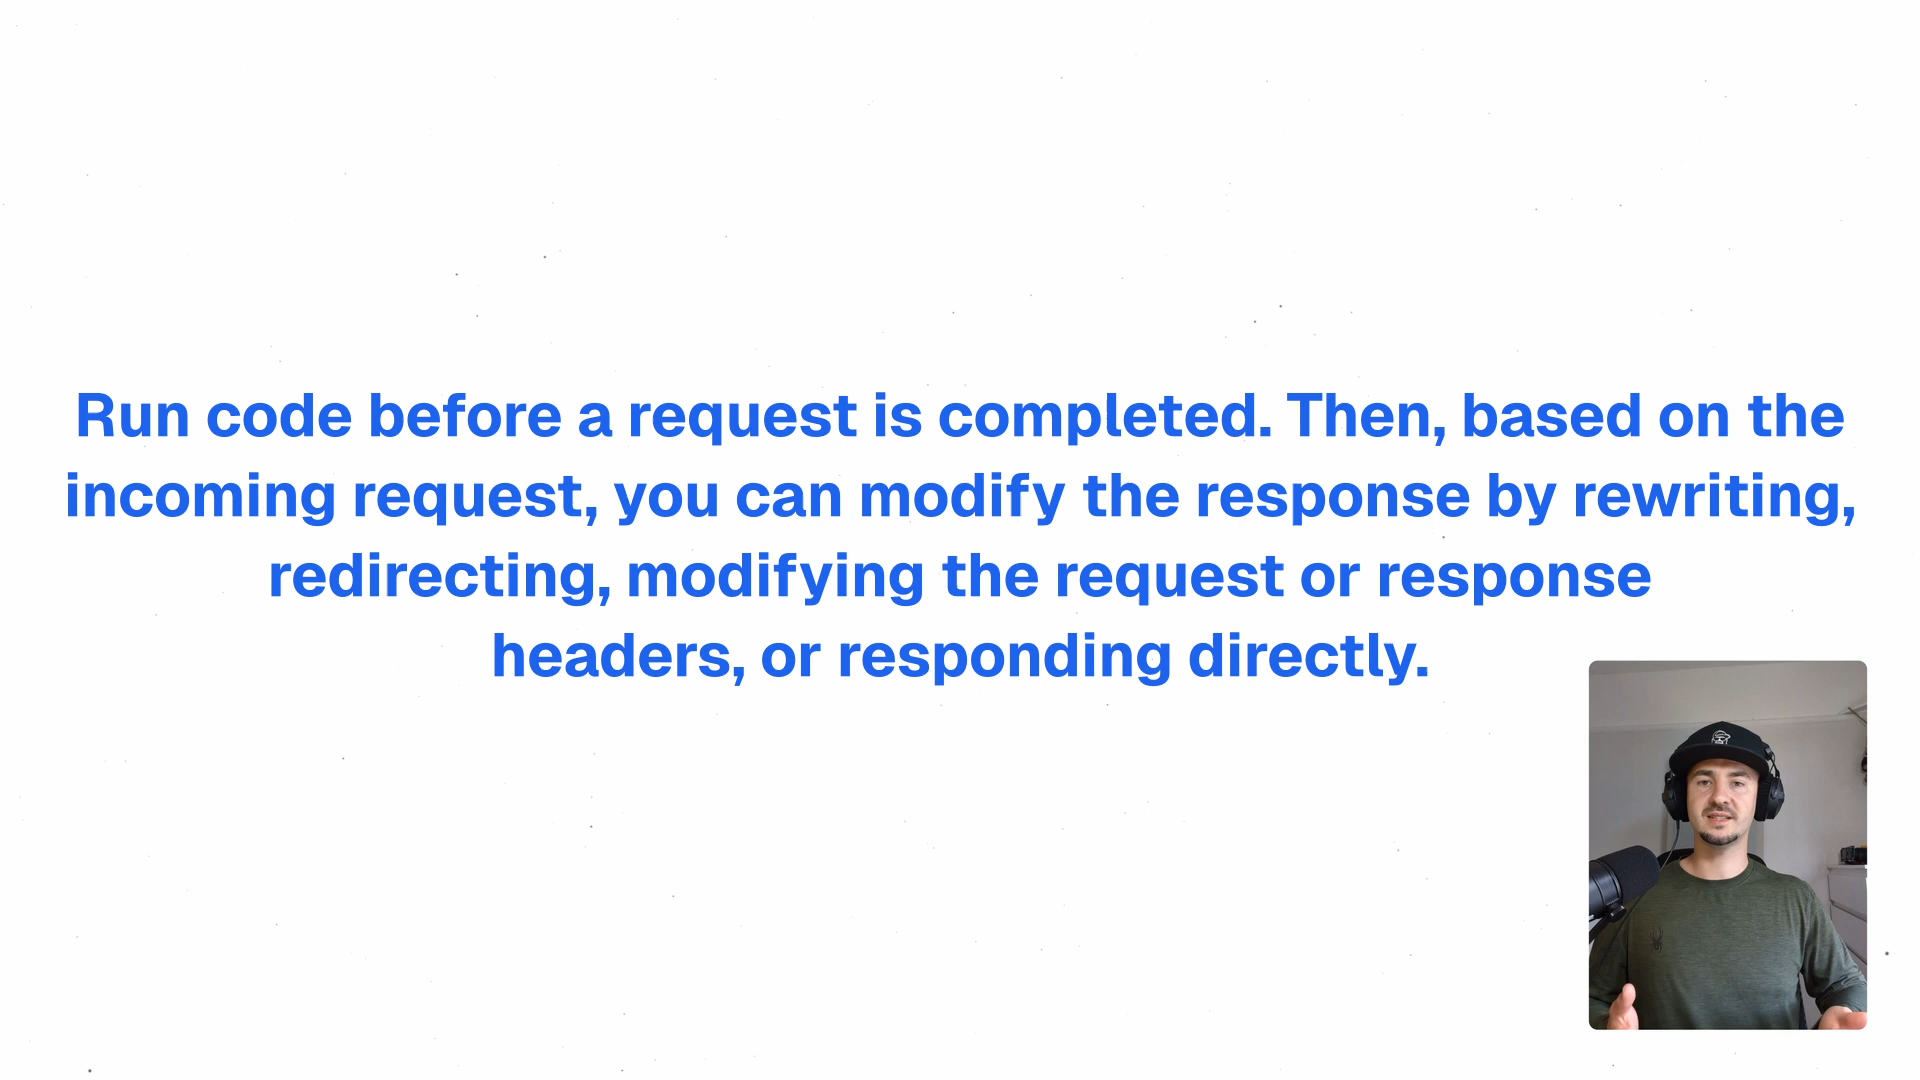 Run code before a request is completed. Then, based on the
incoming request, you can modify the response by rewriting,
redirecting, modifying the request or response
headers, or responding directly.